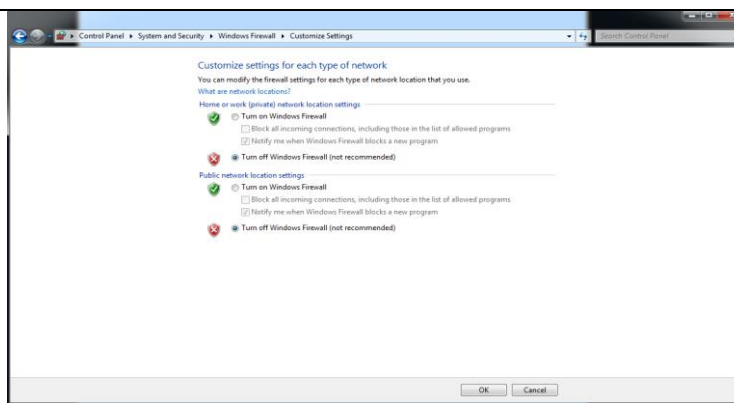 Control Panel ▸ System and Security ▸ Windows Firewall ▸ Customize Settings
Search Control Panel
Customize settings for each type of network
You can modify the firewall settings for each type of network location that you use.
What are network locations?
Home or work (private) network location settings
Turn on Windows Firewall
Block all incoming connections, including those in the list of allowed programs
Notify me when Windows Firewall blocks a new program
Turn off Windows Firewall (not recommended)
Public network location settings
Turn on Windows Firewall
Block all incoming connections, including those in the list of allowed programs
Notify me when Windows Firewall blocks a new program
Turn off Windows Firewall (not recommended)
OK
Cancel